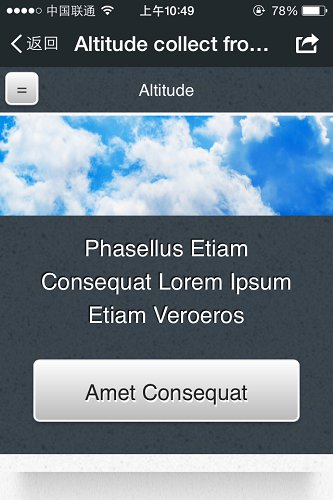 中国联通 上午10:49 78%
返回 Altitude collect fro...
= Altitude
Phasellus Etiam
Consequat Lorem Ipsum
Etiam Veroeros
Amet Consequat